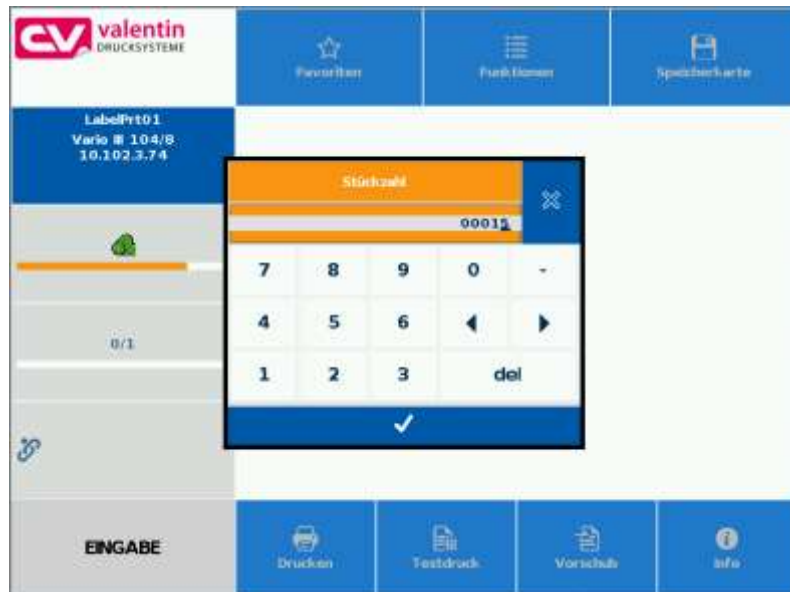 valentin
DRUCKSYSTEME
Favoriten
Funktionen
Speicherkarte
LabelPrt01
Vario III 104/8
10.102.3.74
Stückzahl
00015
7 8 9 0 -
4 5 6
1 2 3 del
0/1
EINGABE
Drucken
Testdruck
Vorschub
Info